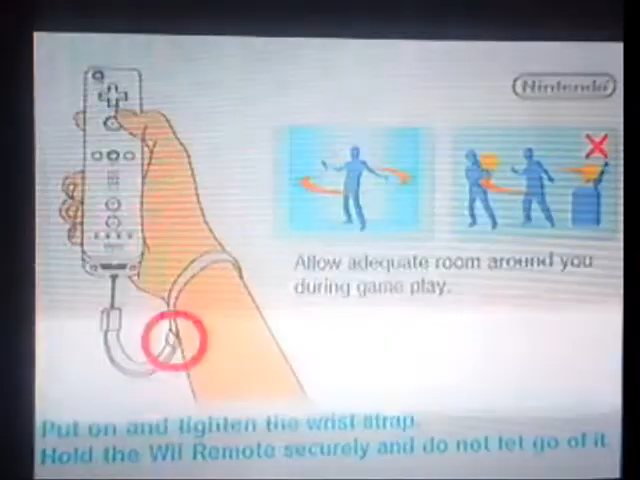 Nintendo
Allow adequate room around you
during game play.
Put on and tighten the wrist strap.
Hold the Wii Remote securely and do not let go of it.